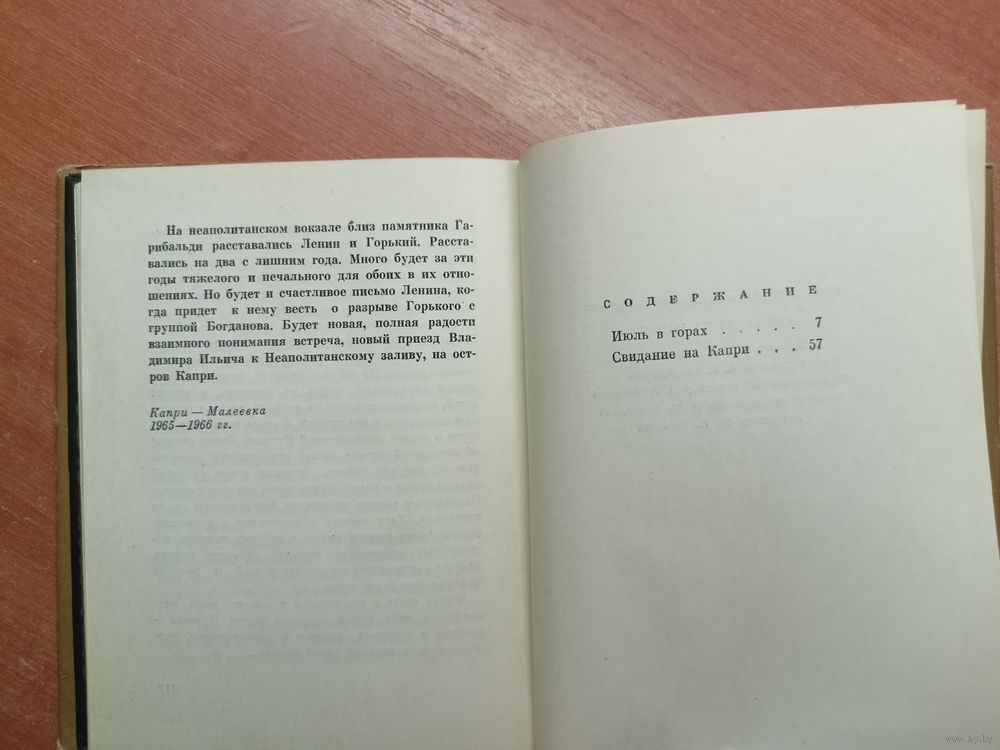 На неаполитанском вокзале близ памятника Га-
рибальди расставались Ленин и Горький. Расста-
вались на два с лишним года. Много будет за эти
годы тяжелого и печального для обоих в их отно-
шениях. Но будет и счастливое письмо Ленина, ко-
гда придет к нему весть о разрыве Горького с
группой Богданова. Будет новая, полная радости
взаимного понимания встреча, новый приезд Вла-
димира Ильича к Неаполитанскому заливу, на ост-
ров Капри.
Капри — Малеевка
1965—1966 гг.
СОДЕРЖАНИЕ
Июль в горах . . . . . 7
Свидание на Капри . . . 57
www.ay.by